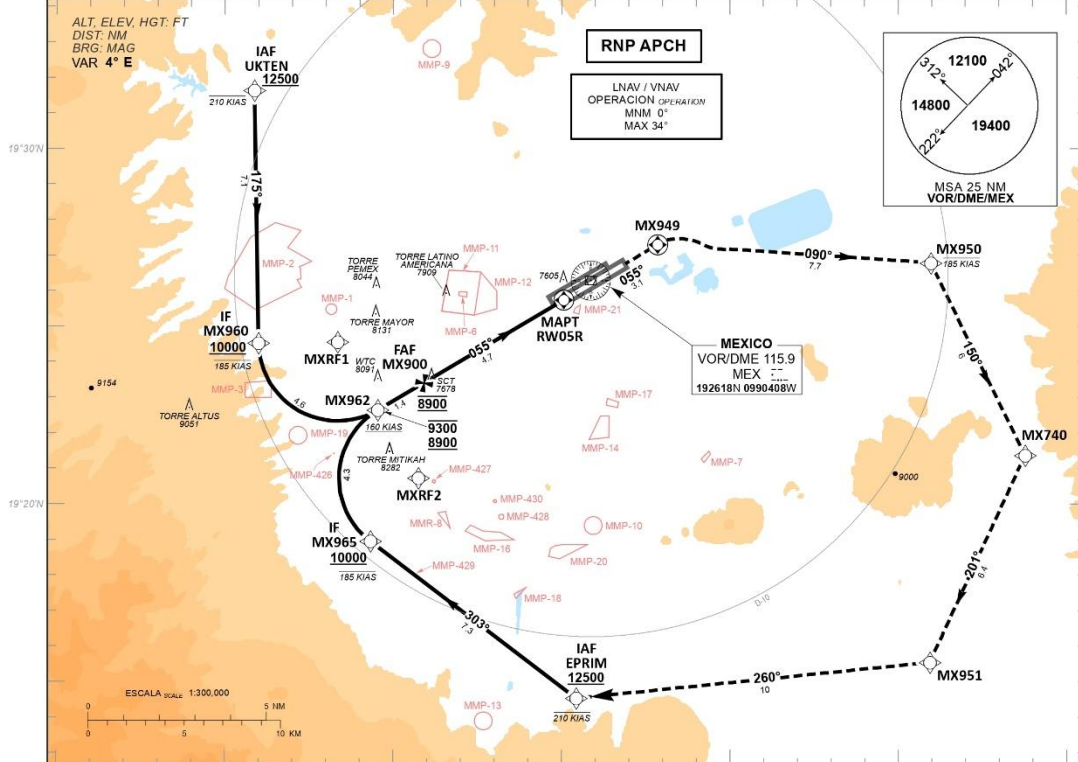 ALT, ELEV, HGT: FT
DIST: NM
BRG: MAG
VAR 4° E
IAF
UKTEN
12500
210 KIAS
MMP-9
RNP APCH
LNAV / VNAV
OPERACION OPERATION
MNM 0°
MAX 34°
312°
12100
042°
14800
19400
222°
MSA 25 NM
VOR/DME/MEX
19°30'
175°
7.1
MMP-2
TORRE
PEMEX
8044
TORRE LATINO
AMERICANA
7909
MMP-11
MMP-12
MMP-1
TORRE MAYOR
8131
MMP-6
7605
055°
3.1
MX949
090°
7.7
MX950
185 KIAS
MMP-21
MAPT
RW05R
IF
MX960
10000
185 KIAS
MXRF1
WTC
8091
FAF
MX900
055°
4.7
SCT
7678
8900
MEXICO
VOR/DME 115.9
MEX
192618N 0990408W
150°
6
9154
MMP-3
TORRE ALTUS
9051
4.6
MX962
1.4
160 KIAS
9300
8900
MMP-17
MMP-14
MMP-7
MX740
MMP-19
MMP-426
TORRE MITIKAH
8282
4.3
MMP-427
MXRF2
9000
19°20'
MMP-430
MMP-428
MMR-8
MMP-10
MMP-16
MMP-20
IF
MX965
10000
185 KIAS
MMP-429
MMP-18
D-10
201°
6.4
303°
7.3
IAF
EPRIM
12500
210 KIAS
260°
10
MX951
MMP-13
ESCALA SCALE 1:300,000
0
5 NM
0
5
10 KM